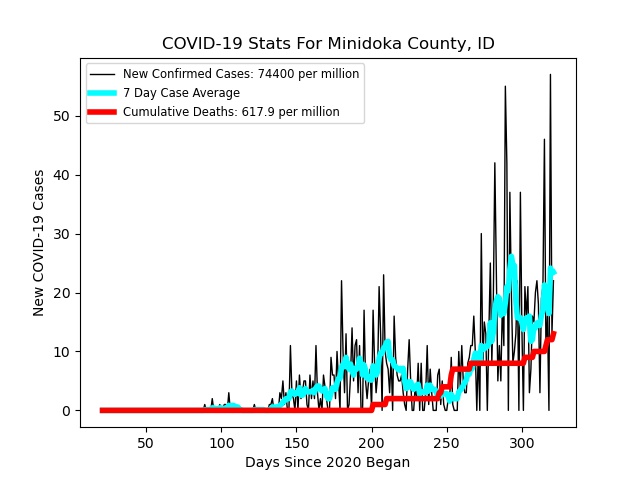 COVID-19 Stats For Minidoka County, ID
New Confirmed Cases: 74400 per million
7 Day Case Average
Cumulative Deaths: 617.9 per million
New COVID-19 Cases
50
40
30
20
10
0
50 100 150 200 250 300
Days Since 2020 Began